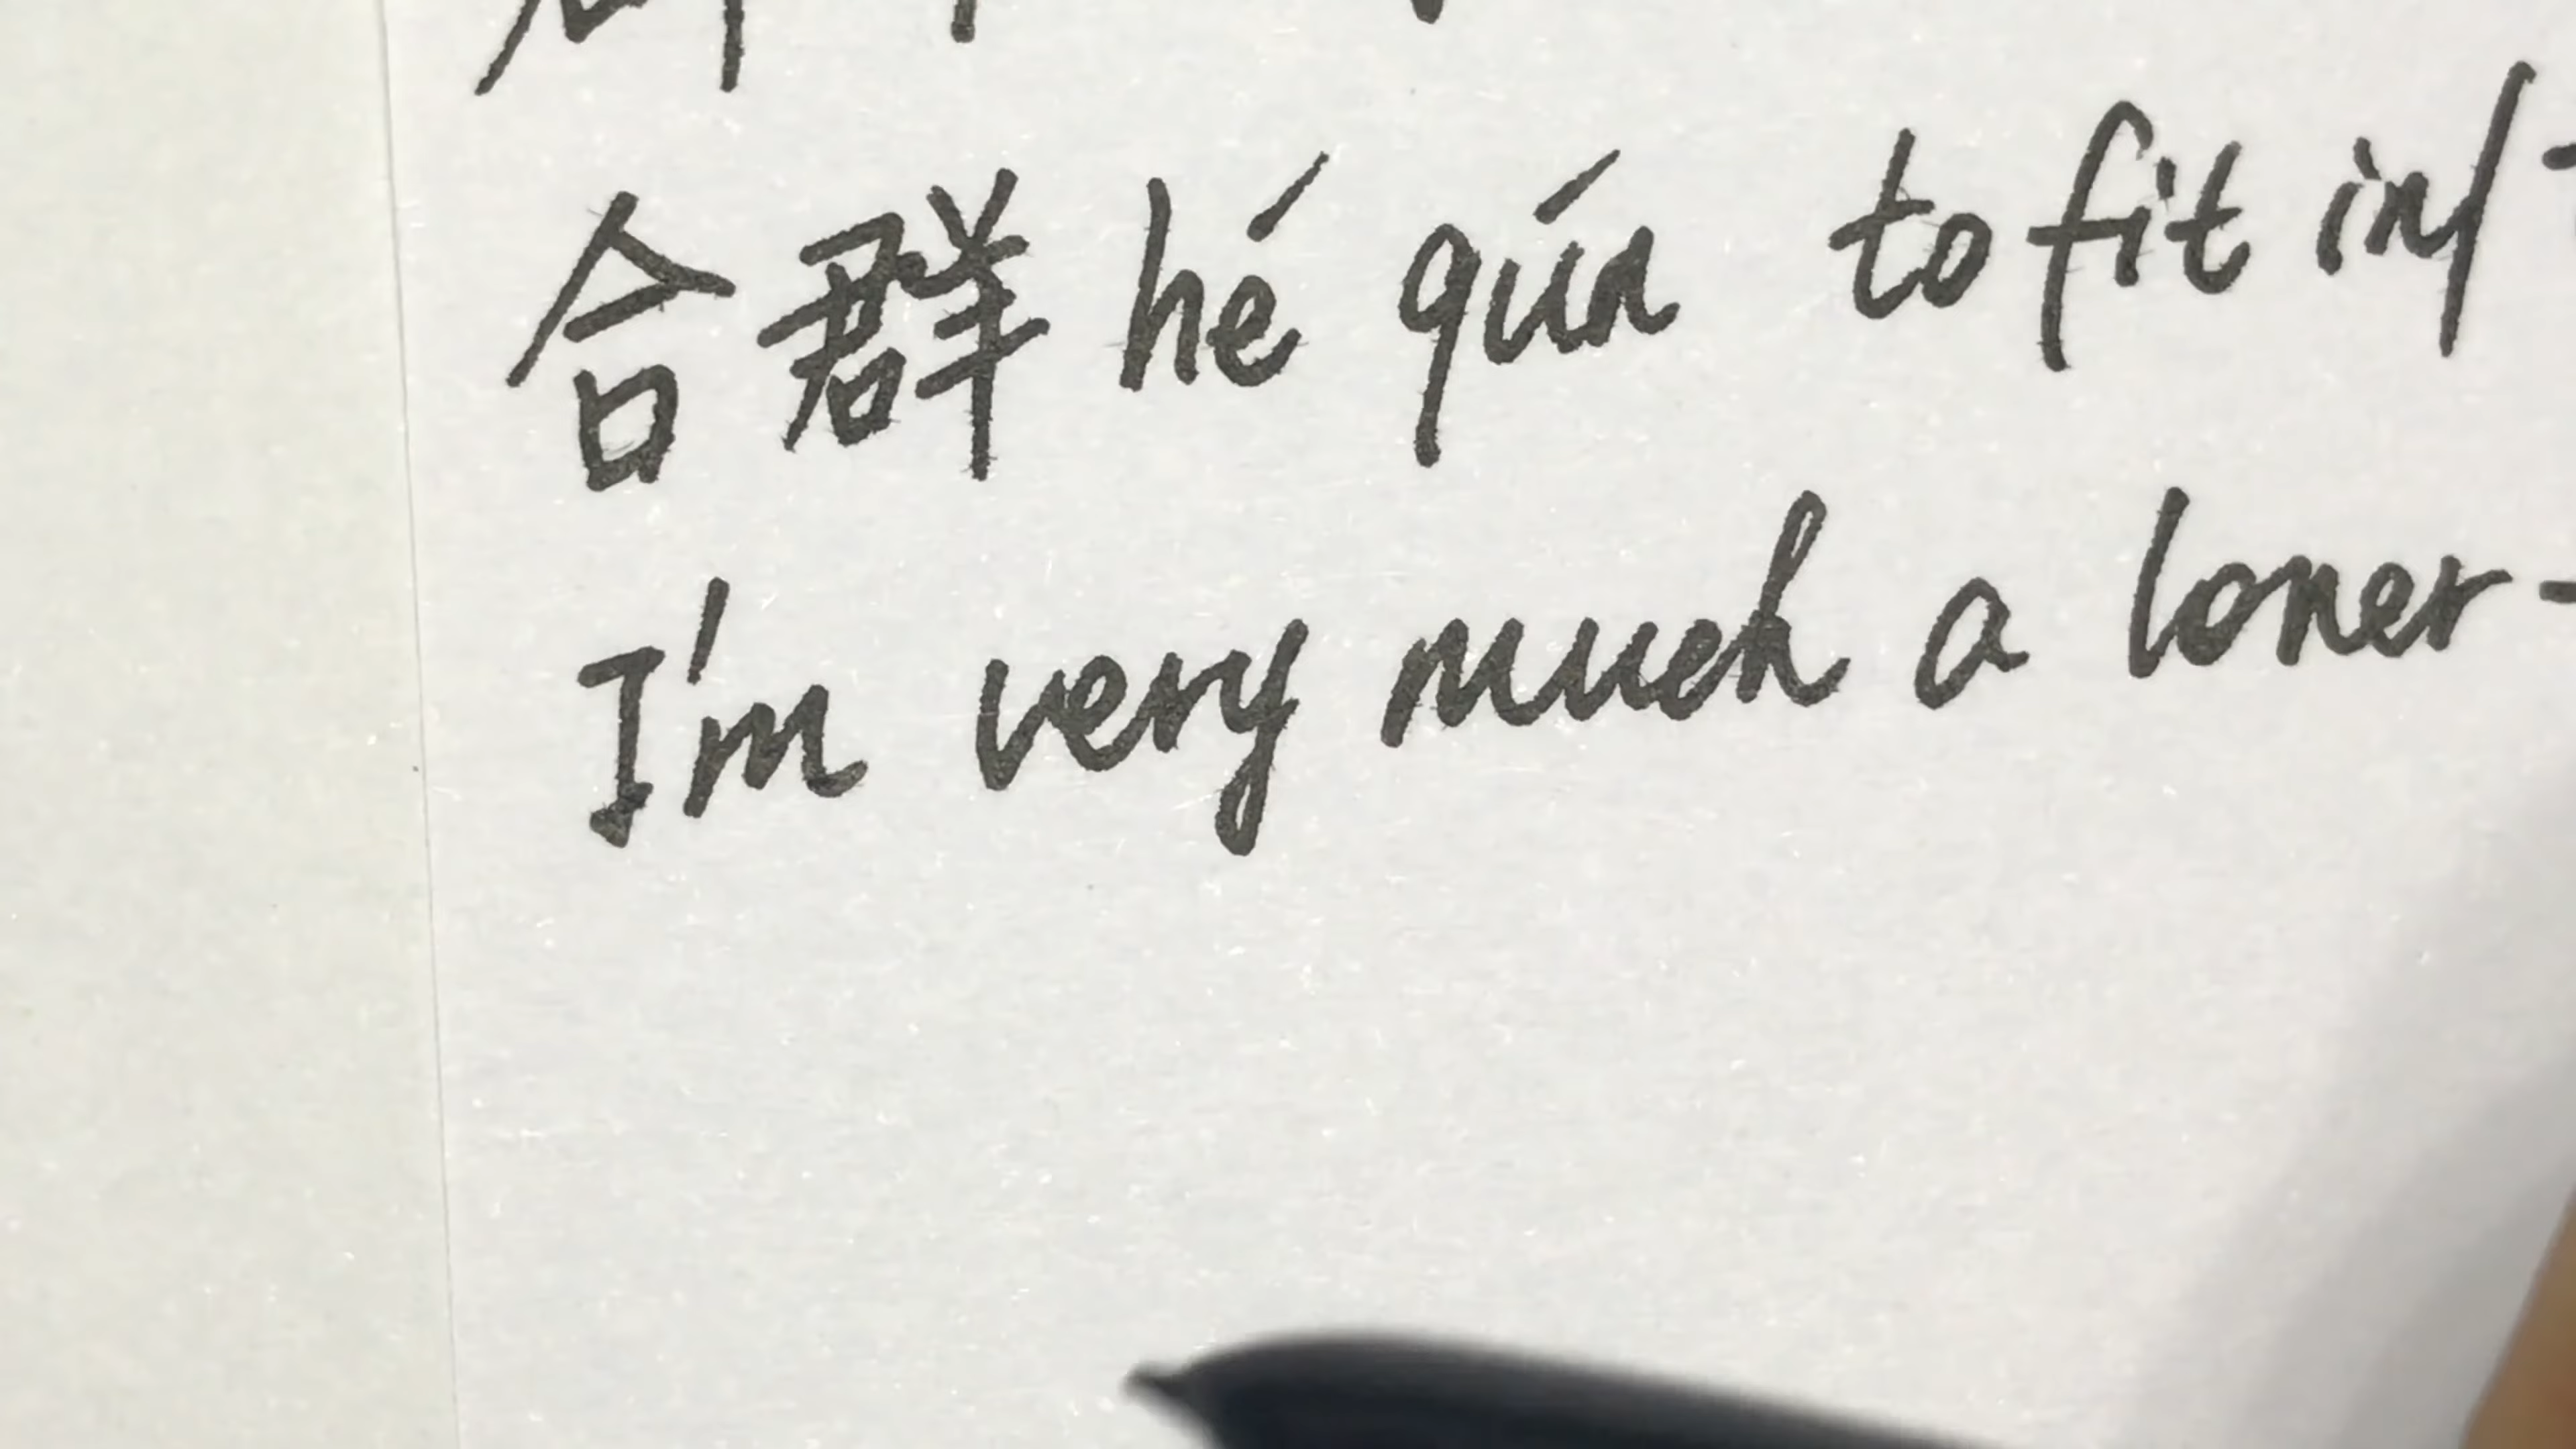 合群 hé qún to fit in/
I'm very much a loner-